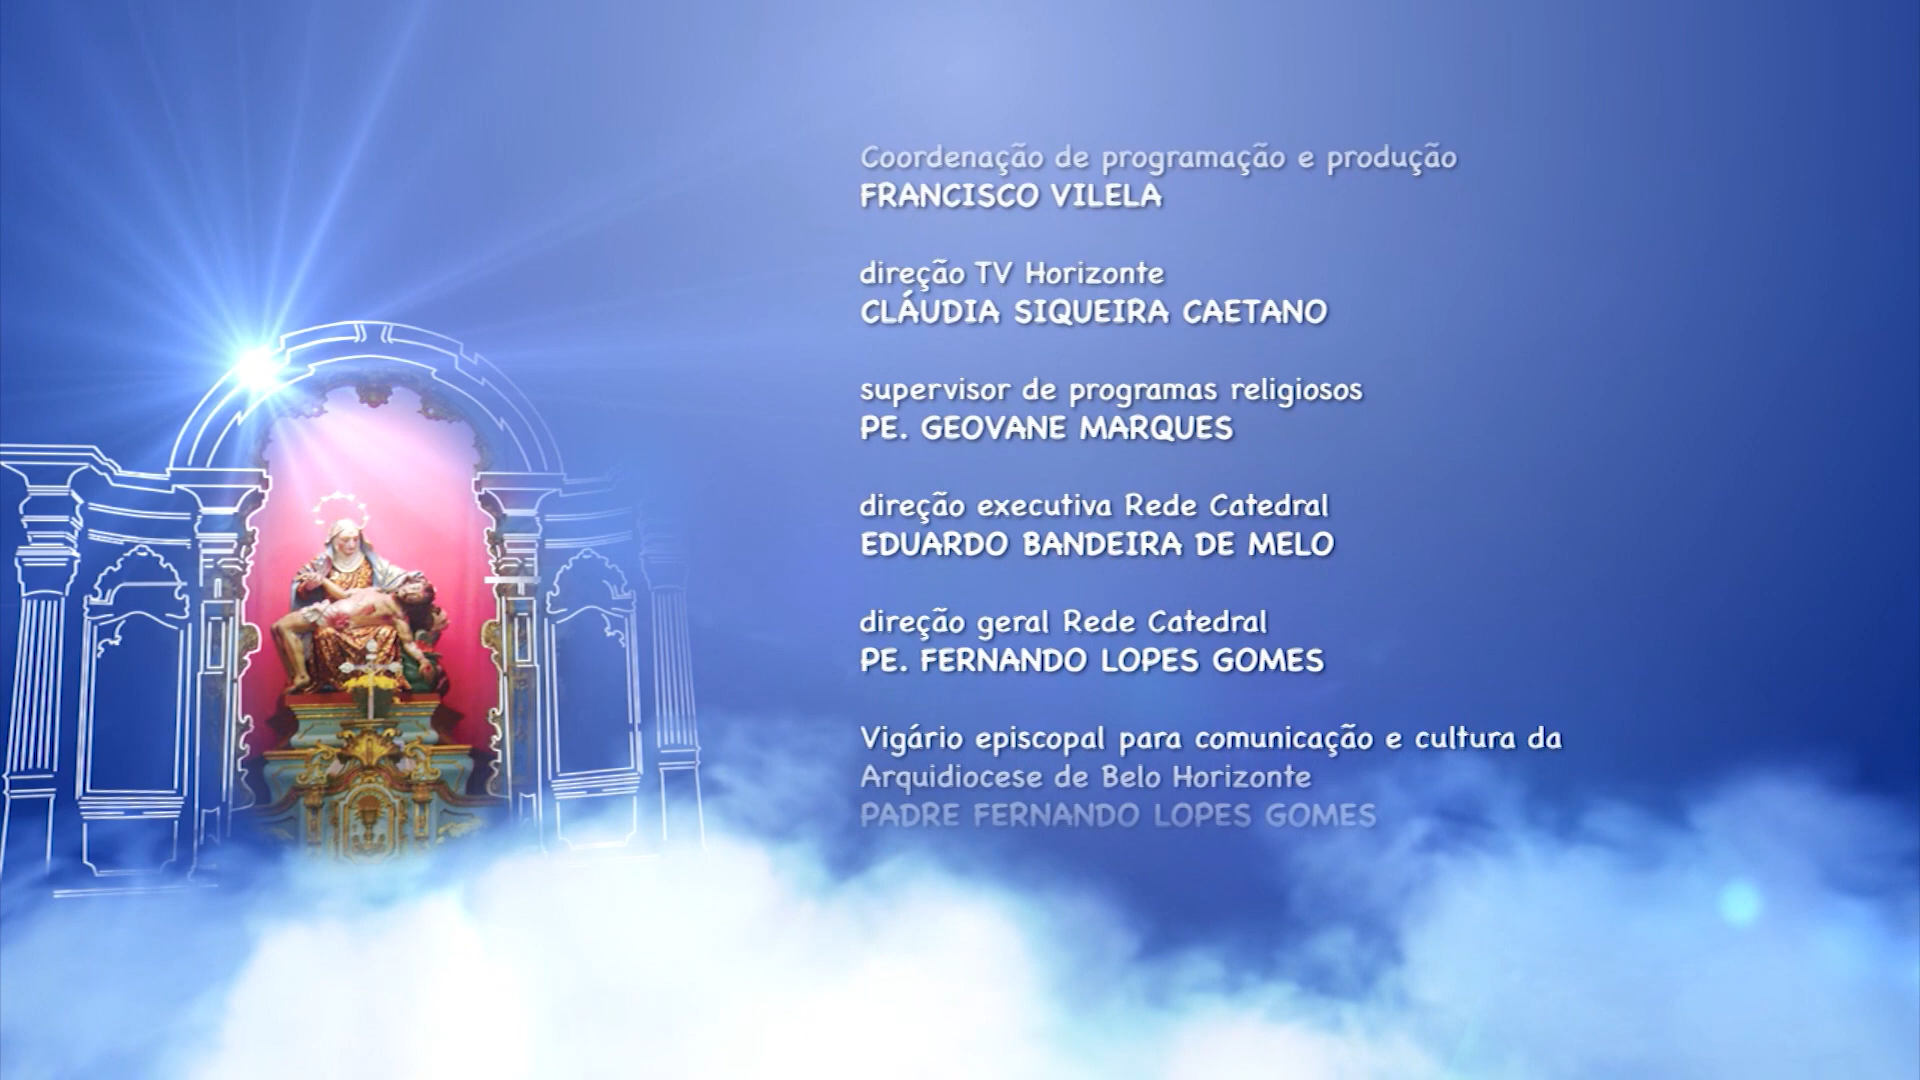 Coordenação de programação e produção
FRANCISCO VILELA
direção TV Horizonte
CLÁUDIA SIQUEIRA CAETANO
supervisor de programas religiosos
PE. GEOVANE MARQUES
direção executiva Rede Catedral
EDUARDO BANDEIRA DE MELO
direção geral Rede Catedral
PE. FERNANDO LOPES GOMES
Vigário episcopal para comunicação e cultura da
Arquidiocese de Belo Horizonte
PADRE FERNANDO LOPES GOMES